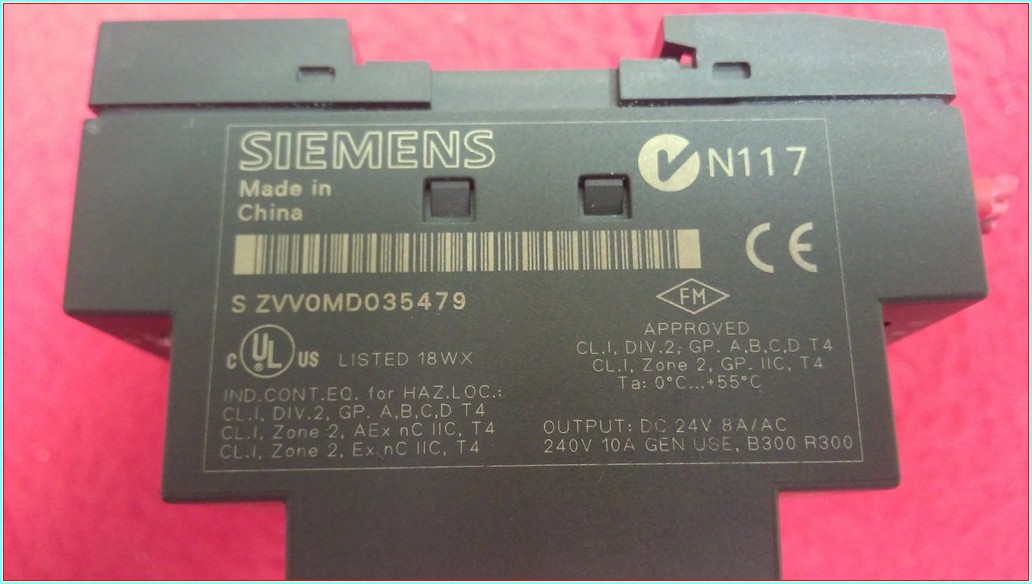 SIEMENS
Made in
China
N117
CE
S ZVV0MD035479
FM
APPROVED
CL.I, DIV.2, GP. A,B,C,D T4
CL.I, Zone 2, GP. IIC, T4
Ta: 0°C...+55°C
C UL US LISTED 18WX
IND.CONT.EQ. for HAZ.LOC.:
CL.I, DIV.2, GP. A,B,C,D T4
CL.I, Zone 2, AEx nC IIC, T4
CL.I, Zone 2, Ex nC IIC, T4
OUTPUT: DC 24V 8A/AC
240V 10A GEN USE, B300 R300